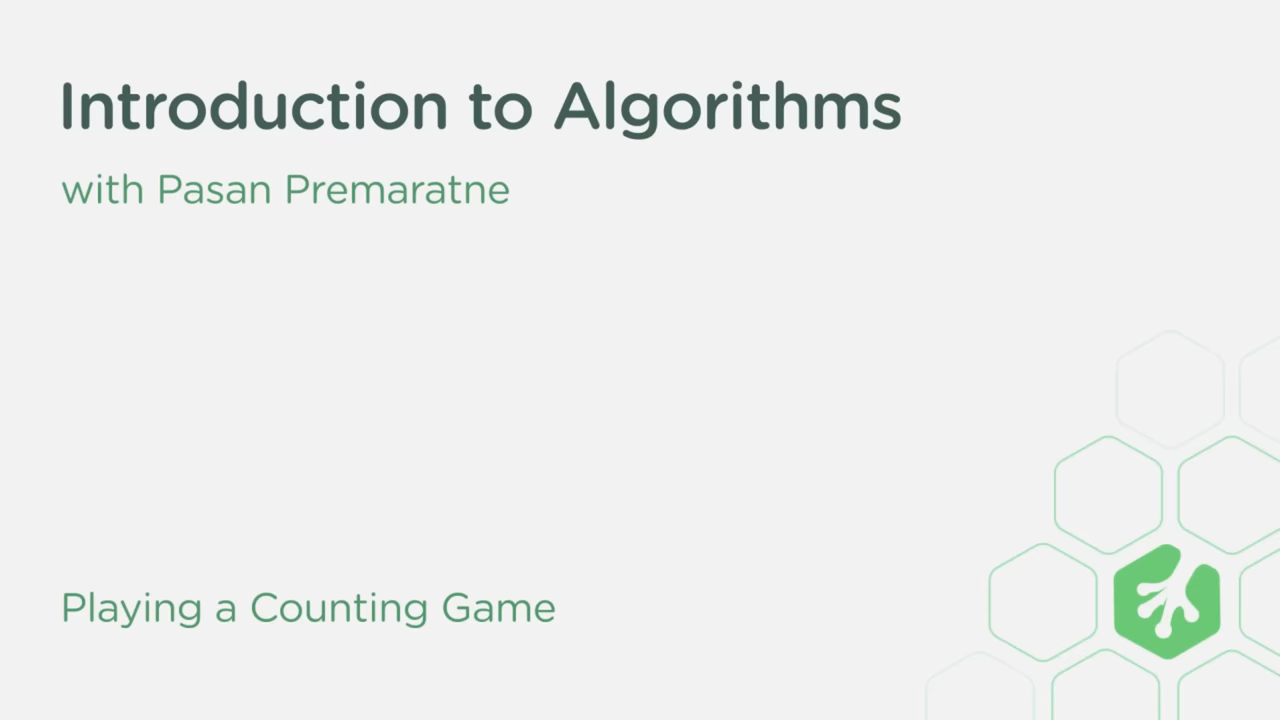 Introduction to Algorithms
with Pasan Premaratne
Playing a Counting Game